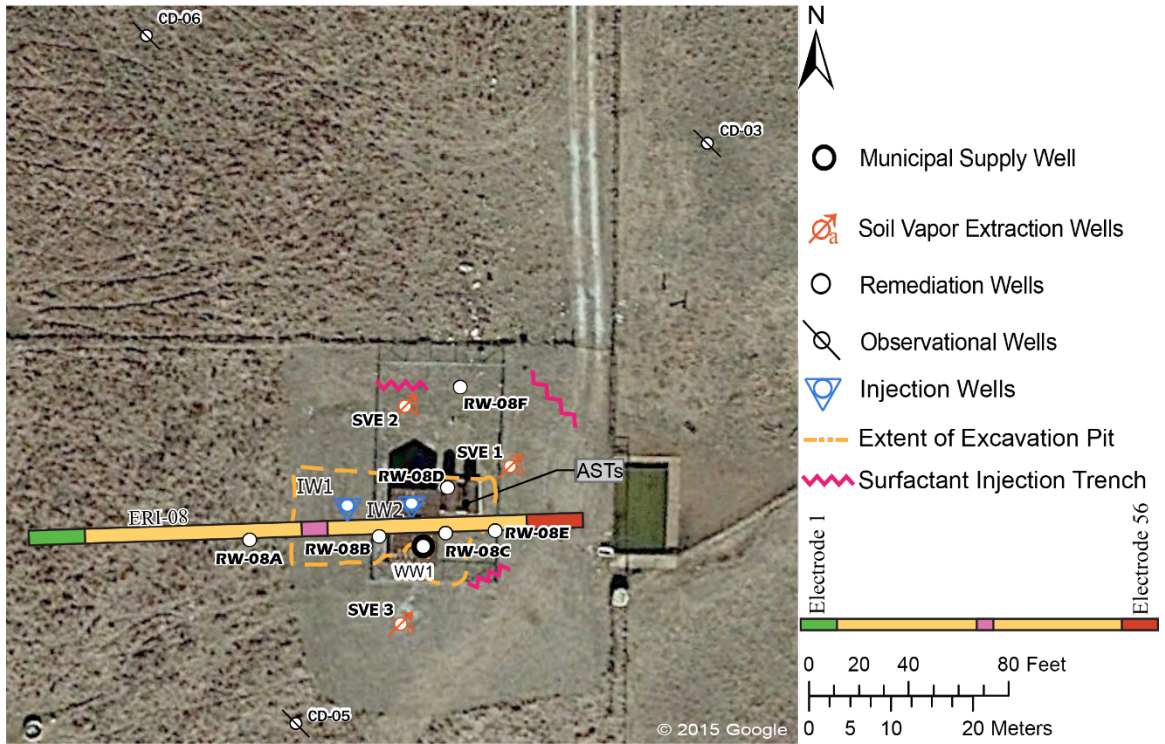 CD-06
CD-03
SVE 2
RW-08F
SVE 1
RW-08D
ASTs
IW1
IW2
ERI-08
RW-08E
RW-08A
RW-08B
RW-08C
WW1
SVE 3
CD-05
© 2015 Google
N
Municipal Supply Well
a
Soil Vapor Extraction Wells
Remediation Wells
Observational Wells
Injection Wells
Extent of Excavation Pit
Surfactant Injection Trench
Electrode 1
Electrode 56
0 20 40 80 Feet
0 5 10 20 Meters